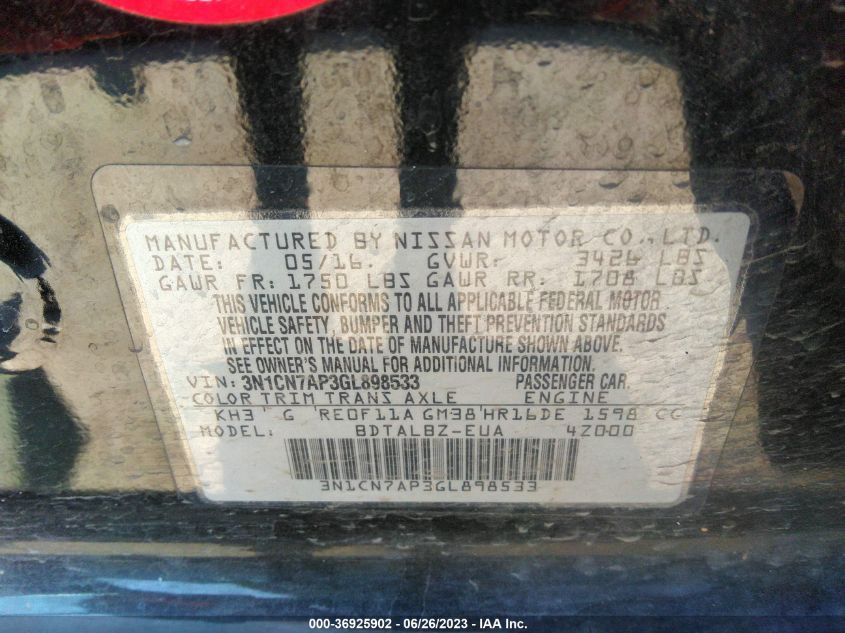 MANUFACTURED BY NISSAN MOTOR CO., LTD.
DATE: 05/16. GVWR: 3426 LBS
GAWR FR: 1750 LBS GAWR RR: 1708 LBS
THIS VEHICLE CONFORMS TO ALL APPLICABLE FEDERAL MOTOR
VEHICLE SAFETY, BUMPER AND THEFT PREVENTION STANDARDS
IN EFFECT ON THE DATE OF MANUFACTURE SHOWN ABOVE.
SEE OWNER'S MANUAL FOR ADDITIONAL INFORMATION.
VIN: 3N1CN7AP3GL898533 PASSENGER CAR.
COLOR TRIM TRANS AXLE ENGINE
KH3 G RE0F11A GM38 HR16DE 1598 CC
MODEL: BDTALBZ-EUA 4Z000
3N1CN7AP3GL898533
000-36925902 - 06/26/2023 - IAA Inc.